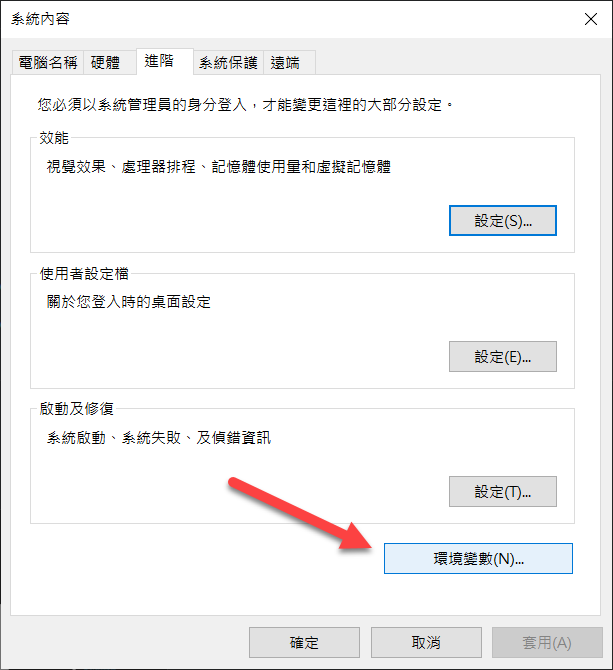 系統內容
電腦名稱 硬體 進階 系統保護 遠端
您必須以系統管理員的身分登入，才能變更這裡的大部分設定。
效能
視覺效果、處理器排程、記憶體使用量和虛擬記憶體
設定(S)...
使用者設定檔
關於您登入時的桌面設定
設定(E)...
啟動及修復
系統啟動、系統失敗、及偵錯資訊
設定(T)...
環境變數(N)...
確定 取消 套用(A)